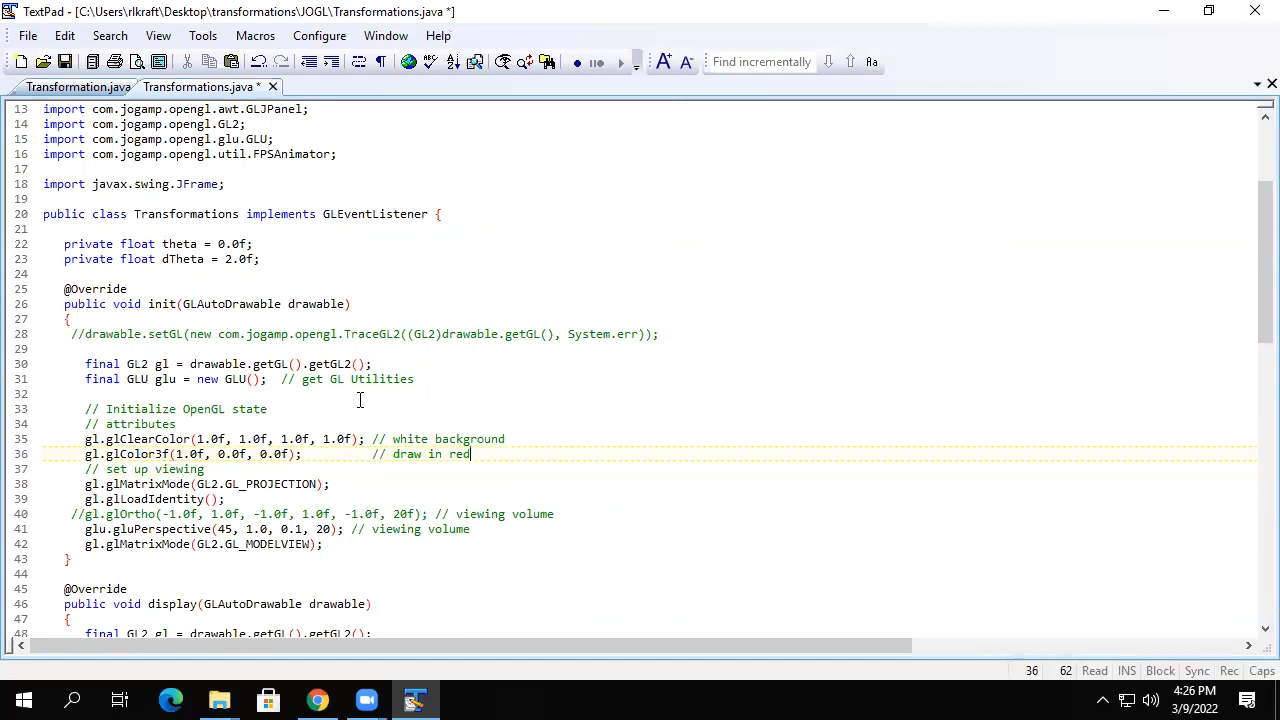 TextPad - [C:\Users\rlkraft\Desktop\transformations\JOGL\Transformations.java *]
File Edit Search View Tools Macros Configure Window Help
Find incrementally
Transformation.java Transformations.java *
13 import com.jogamp.opengl.awt.GLJPanel;
14 import com.jogamp.opengl.GL2;
15 import com.jogamp.opengl.glu.GLU;
16 import com.jogamp.opengl.util.FPSAnimator;
17
18 import javax.swing.JFrame;
19
20 public class Transformations implements GLEventListener {
21
22 private float theta = 0.0f;
23 private float dTheta = 2.0f;
24
25 @Override
26 public void init(GLAutoDrawable drawable)
27 {
28 //drawable.setGL(new com.jogamp.opengl.TraceGL2((GL2)drawable.getGL(), System.err));
29
30 final GL2 gl = drawable.getGL().getGL2();
31 final GLU glu = new GLU(); // get GL Utilities
32
33 // Initialize OpenGL state
34 // attributes
35 gl.glClearColor(1.0f, 1.0f, 1.0f, 1.0f); // white background
36 gl.glColor3f(1.0f, 0.0f, 0.0f); // draw in red
37 // set up viewing
38 gl.glMatrixMode(GL2.GL_PROJECTION);
39 gl.glLoadIdentity();
40 //gl.glOrtho(-1.0f, 1.0f, -1.0f, 1.0f, -1.0f, 20f); // viewing volume
41 glu.gluPerspective(45, 1.0, 0.1, 20); // viewing volume
42 gl.glMatrixMode(GL2.GL_MODELVIEW);
43 }
44
45 @Override
46 public void display(GLAutoDrawable drawable)
47 {
48 final GL2 gl = drawable.getGL().getGL2();
36 62 Read INS Block Sync Rec Caps
4:26 PM
3/9/2022